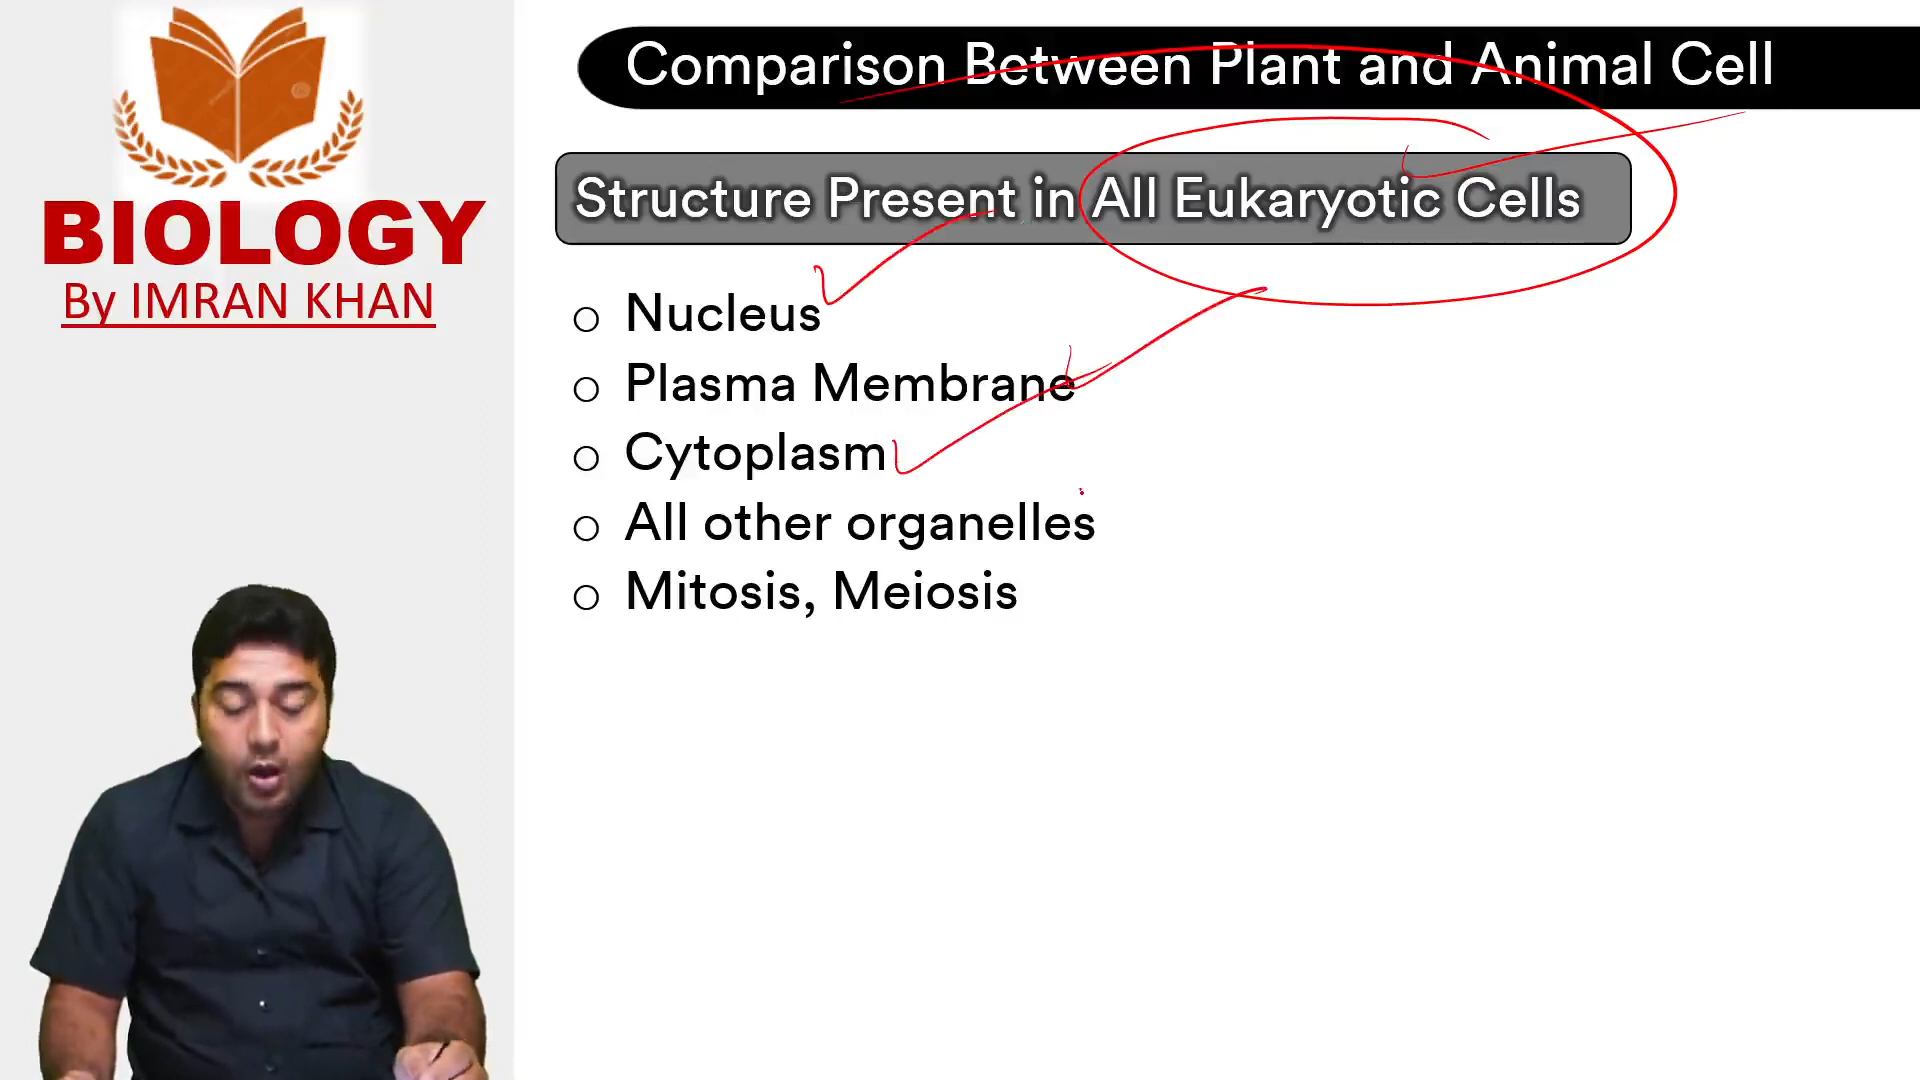 BIOLOGY
By IMRAN KHAN
Comparison Between Plant and Animal Cell
Structure Present in All Eukaryotic Cells
Nucleus
Plasma Membrane
Cytoplasm
All other organelles
Mitosis, Meiosis